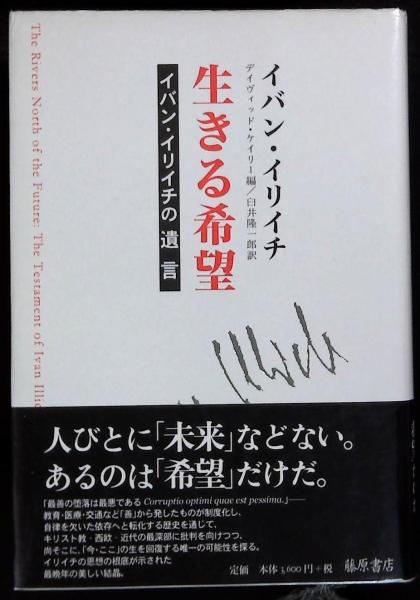 イバン・イリイチ
デイヴィッド・ケイリー編/臼井隆一郎訳
生きる希望
イバン・イリイチの遺言
The Rivers North of the Future: The Testament of Ivan Illich
人びとに「未来」などない。
あるのは「希望」だけだ。
「最善の堕落は最悪である Corruptio optimi quae est pessima.」――
教育・医療・交通など「善」から発したものが制度化し、
自律を欠いた依存へと転化する歴史を通じて、
キリスト教・西欧・近代の最深部に批判を向けつつ、
尚そこに、「今・ここ」の生を回復する唯一の可能性を探る。
イリイチの思想の根底が示された
最晩年の美しい結晶。
定価 本体3,600円+税
藤原書店